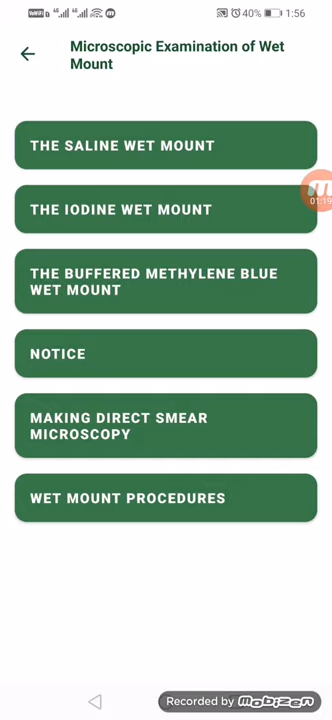 40% 1:56
Microscopic Examination of Wet
Mount
THE SALINE WET MOUNT
THE IODINE WET MOUNT
01:19
THE BUFFERED METHYLENE BLUE
WET MOUNT
NOTICE
MAKING DIRECT SMEAR
MICROSCOPY
WET MOUNT PROCEDURES
Recorded by mobizen